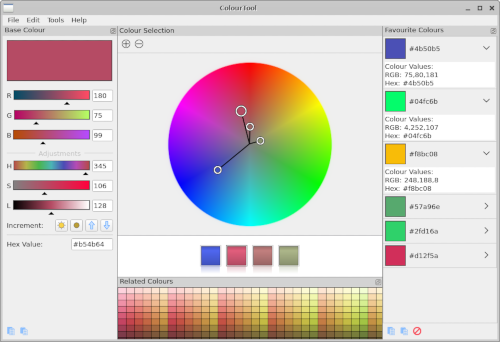 ColourTool
File Edit Tools Help
Base Colour
R 180
G 75
B 99
Adjustments
H 345
S 106
L 128
Increment:
Hex Value: #b54b64
Colour Selection
Related Colours
Favourite Colours
#4b50b5
Colour Values:
RGB: 75,80,181
Hex: #4b50b5
#04fc6b
Colour Values:
RGB: 4,252,107
Hex: #04fc6b
#f8bc08
Colour Values:
RGB: 248,188,8
Hex: #f8bc08
#57a96e
#2fd16a
#d12f5a